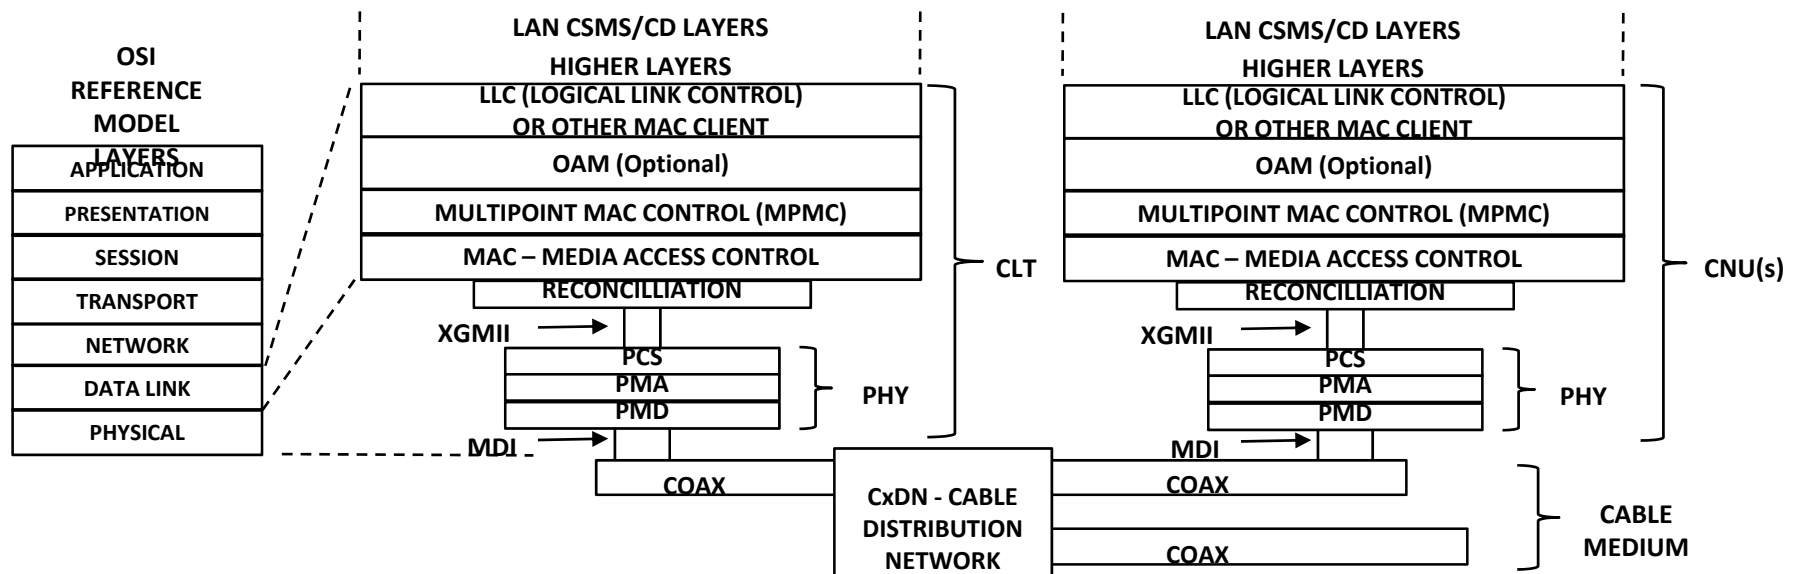 OSI
REFERENCE
MODEL
LAYERS
APPLICATION
PRESENTATION
SESSION
TRANSPORT
NETWORK
DATA LINK
PHYSICAL
LAN CSMS/CD LAYERS
HIGHER LAYERS
LLC (LOGICAL LINK CONTROL)
OR OTHER MAC CLIENT
OAM (Optional)
MULTIPOINT MAC CONTROL (MPMC)
MAC – MEDIA ACCESS CONTROL
RECONCILLIATION
XGMII
PCS
PMA
PMD
MDI
PHY
CLT
COAX
CxDN - CABLE
DISTRIBUTION
NETWORK
LAN CSMS/CD LAYERS
HIGHER LAYERS
LLC (LOGICAL LINK CONTROL)
OR OTHER MAC CLIENT
OAM (Optional)
MULTIPOINT MAC CONTROL (MPMC)
MAC – MEDIA ACCESS CONTROL
RECONCILLIATION
XGMII
PCS
PMA
PMD
MDI
PHY
CNU(s)
COAX
COAX
CABLE
MEDIUM